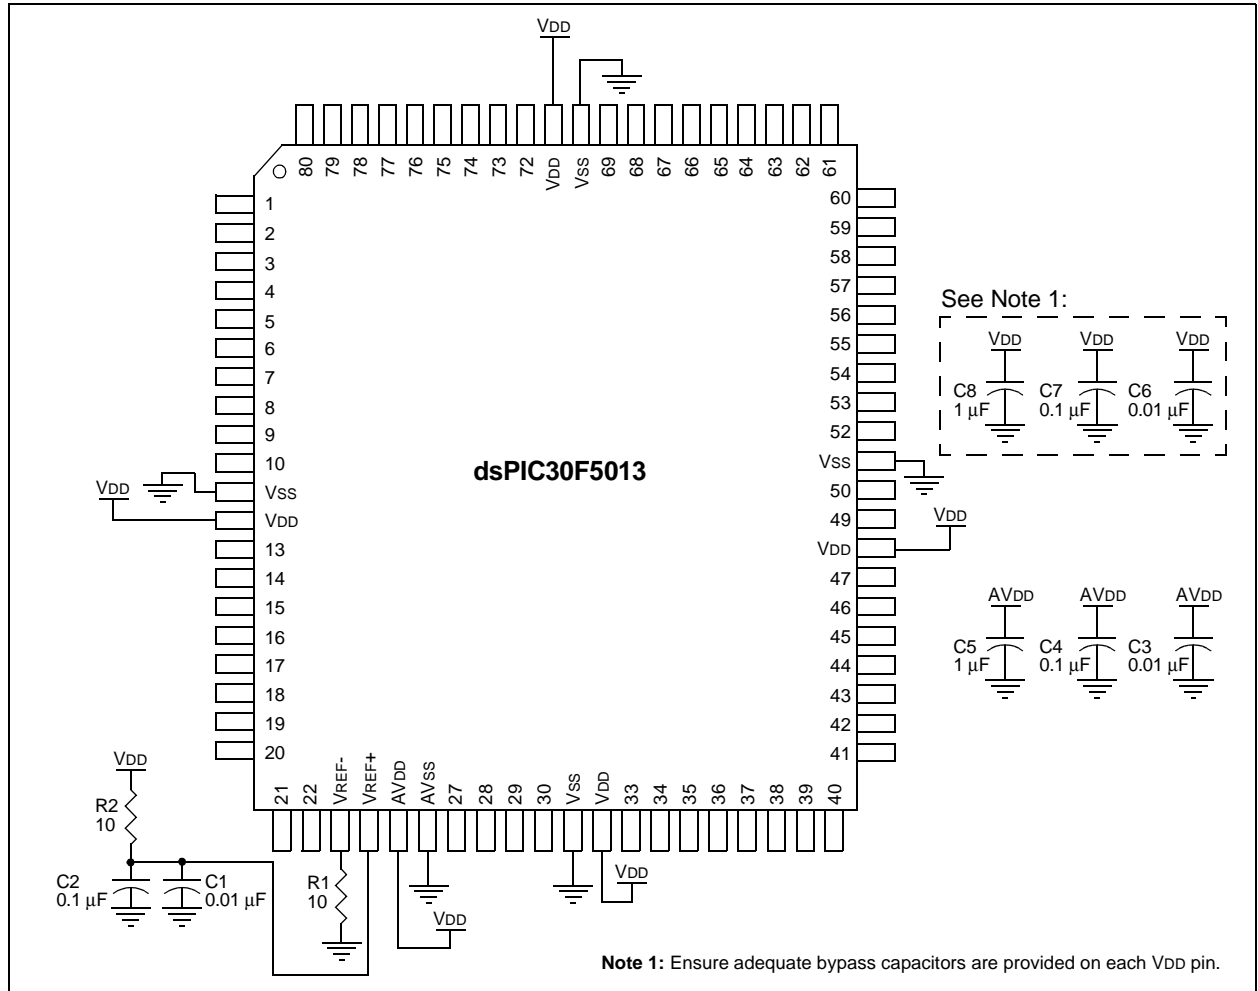 VDD
80 79 78 77 76 75 74 73 72 VDD VSS 69 68 67 66 65 64 63 62 61
1
2
3
4
5
6
7
8
9
10
VSS
VDD
13
14
15
16
17
18
19
20
VDD
dsPIC30F5013
60
59
58
57
56
55
54
53
52
VSS
50
49
VDD
47
46
45
44
43
42
41
VDD
See Note 1:
VDD VDD VDD
C8 C7 C6
1 µF 0.1 µF 0.01 µF
AVDD AVDD AVDD
C5 C4 C3
1 µF 0.1 µF 0.01 µF
21 22 VREF- VREF+ AVDD AVSS 27 28 29 30 VSS VDD 33 34 35 36 37 38 39 40
VDD
R2
10
C2
0.1 µF
C1
0.01 µF
R1
10
VDD
VDD
Note 1: Ensure adequate bypass capacitors are provided on each VDD pin.